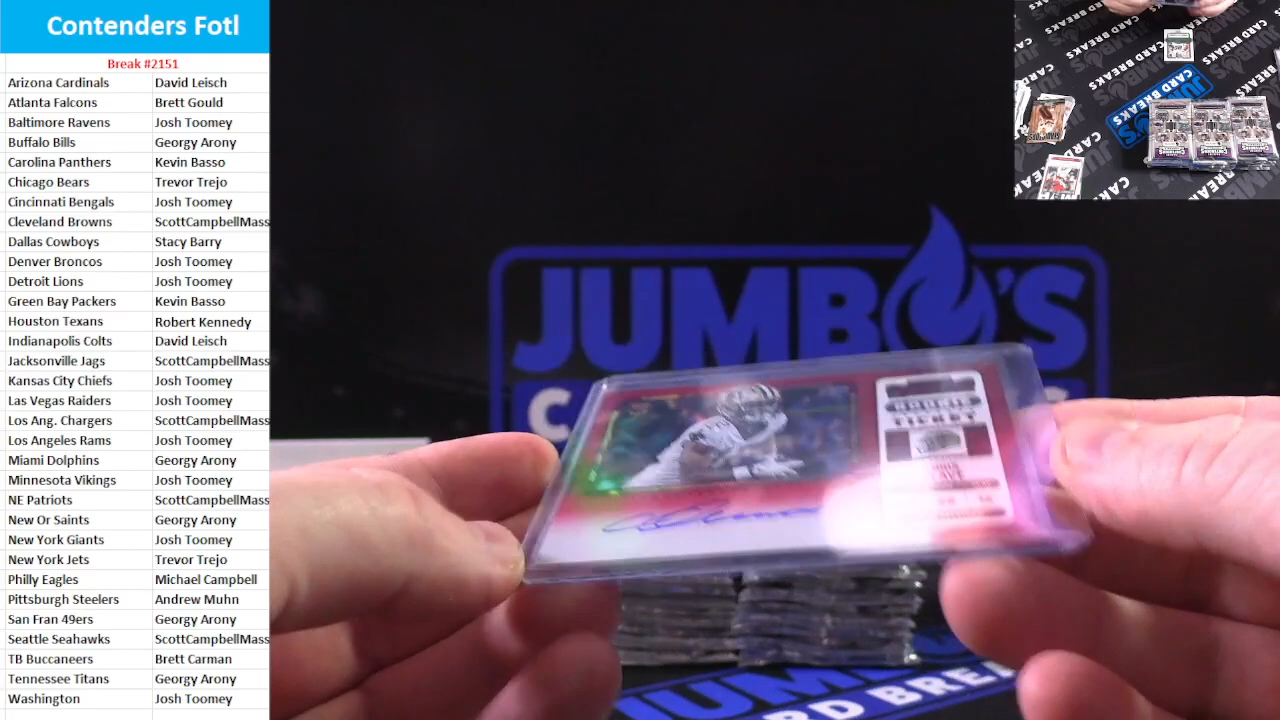 Contenders Fotl
Break #2151
Arizona Cardinals David Leisch
Atlanta Falcons Brett Gould
Baltimore Ravens Josh Toomey
Buffalo Bills Georgy Arony
Carolina Panthers Kevin Basso
Chicago Bears Trevor Trejo
Cincinnati Bengals Josh Toomey
Cleveland Browns ScottCampbellMass
Dallas Cowboys Stacy Barry
Denver Broncos Josh Toomey
Detroit Lions Josh Toomey
Green Bay Packers Kevin Basso
Houston Texans Robert Kennedy
Indianapolis Colts David Leisch
Jacksonville Jags ScottCampbellMass
Kansas City Chiefs Josh Toomey
Las Vegas Raiders Josh Toomey
Los Ang. Chargers ScottCampbellMass
Los Angeles Rams Josh Toomey
Miami Dolphins Georgy Arony
Minnesota Vikings Josh Toomey
NE Patriots ScottCampbellMass
New Or Saints Georgy Arony
New York Giants Josh Toomey
New York Jets Trevor Trejo
Philly Eagles Michael Campbell
Pittsburgh Steelers Andrew Muhn
San Fran 49ers Georgy Arony
Seattle Seahawks ScottCampbellMass
TB Buccaneers Brett Carman
Tennessee Titans Georgy Arony
Washington Josh Toomey
JUMBO'S
ROOKIE
TICKET
JUMBO'S
CARD BREAKS